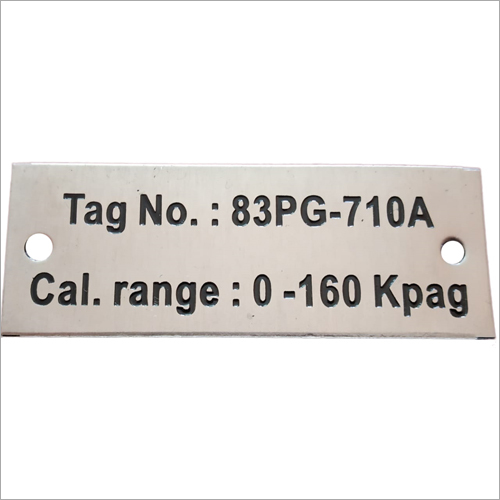 Tag No. : 83PG-710A
Cal. range : 0 -160 Kpag